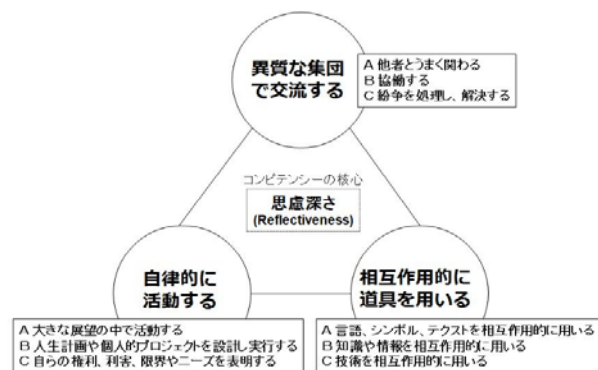 異質な集団
で交流する
A 他者とうまく関わる
B 協働する
C 紛争を処理し、解決する
コンピテンシーの核心
思慮深さ
(Reflectiveness)
自律的に
活動する
A 大きな展望の中で活動する
B 人生計画や個人的プロジェクトを設計し実行する
C 自らの権利、利害、限界やニーズを表明する
相互作用的に
道具を用いる
A 言語、シンボル、テクストを相互作用的に用いる
B 知識や情報を相互作用的に用いる
C 技術を相互作用的に用いる